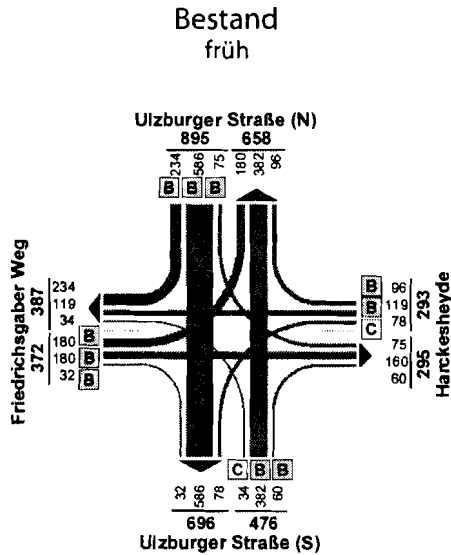 Bestand
früh
Ulzburger Straße (N)
895 658
234 586 75 180 382 96
B B B
Friedrichsgaber Weg
387
234
119
34
372
180
180
32
B
B
B
B
B
C
96
119
78
293
75
160
60
295
Harckesheyde
C B B
32 586 78 34 382 60
696 476
Ulzburger Straße (S)